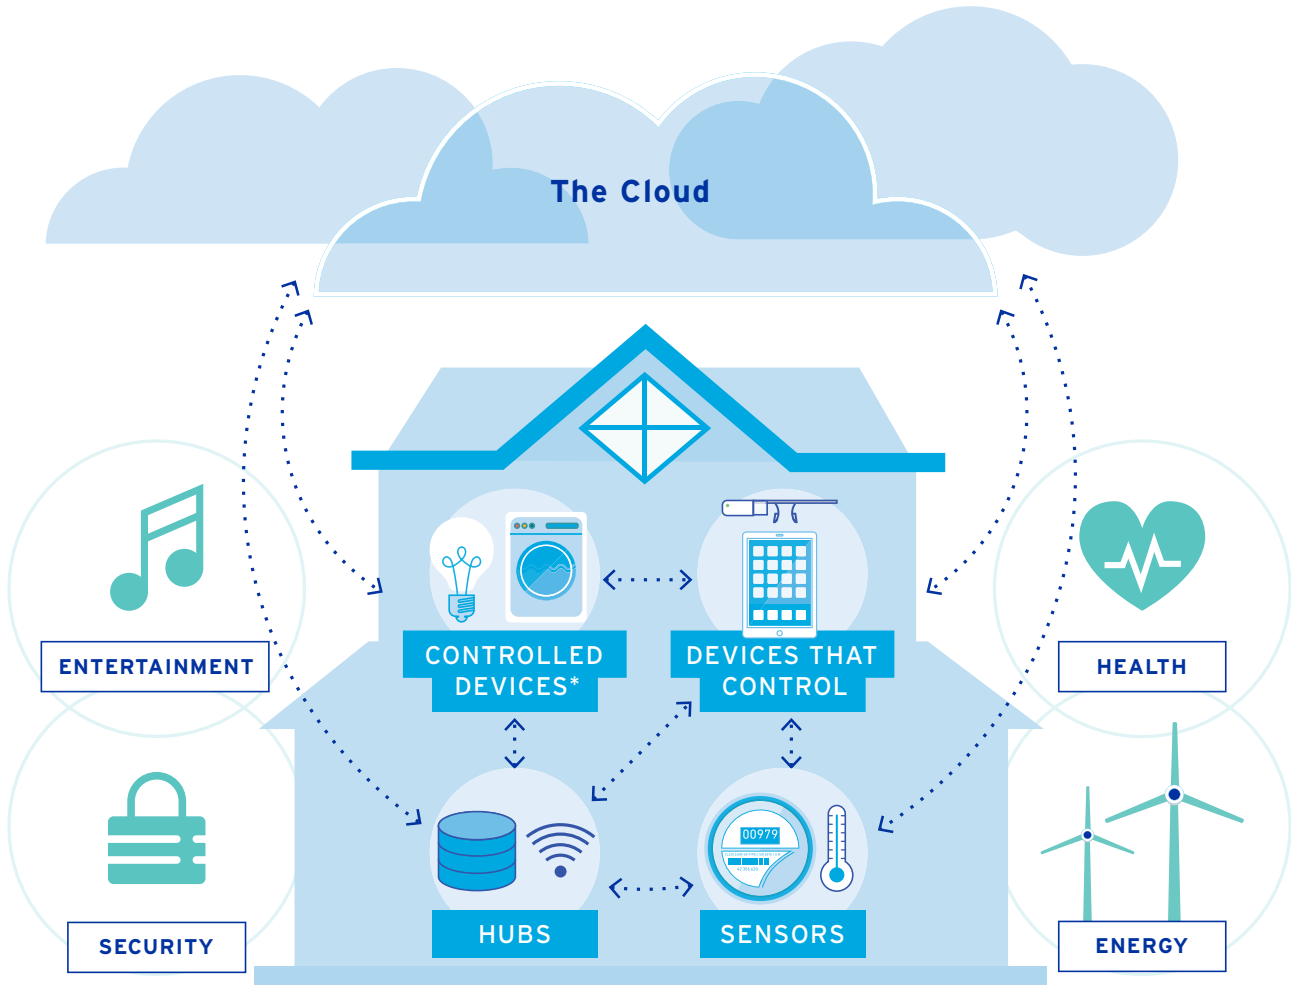 The Cloud
CONTROLLED
DEVICES*
DEVICES THAT
CONTROL
ENTERTAINMENT
HEALTH
00979
HUBS
SENSORS
SECURITY
ENERGY